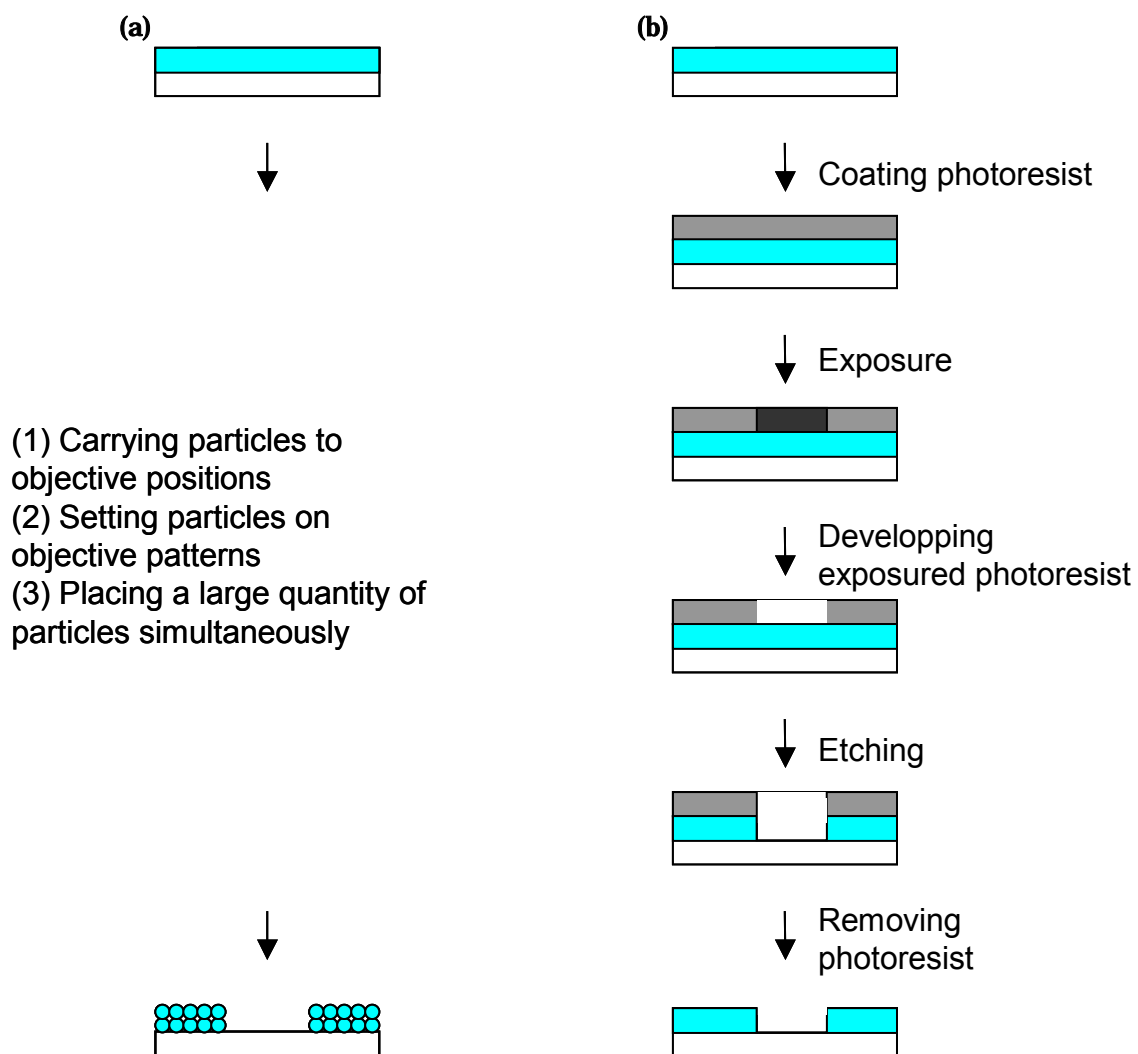 (a)
(1) Carrying particles to
objective positions
(2) Setting particles on
objective patterns
(3) Placing a large quantity of
particles simultaneously
(b)
Coating photoresist
Exposure
Developping
exposured photoresist
Etching
Removing
photoresist